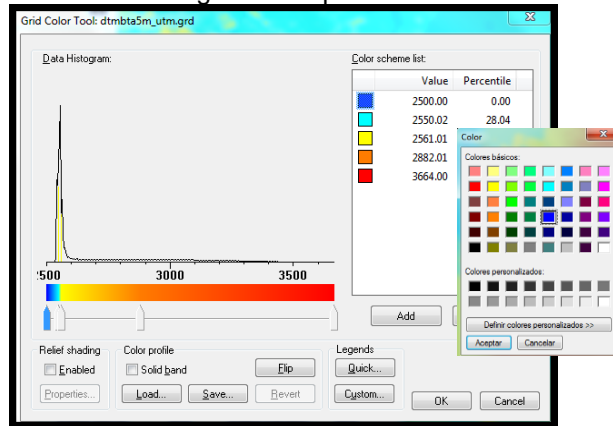 Grid Color Tool: dtmbta5m_utm.grd
Data Histogram:
Color scheme list:
Value Percentile
2500.00 0.00
2550.02 28.04
2561.01
2882.01
3664.00
:500 3000 3500
Add
Relief shading
Enabled
Properties...
Color profile
Solid band
Flip
Load... Save... Revert
Legends
Quick...
Custom...
OK Cancel
Color
Colores básicos:
Colores personalizados:
Definir colores personalizados >>
Aceptar Cancelar